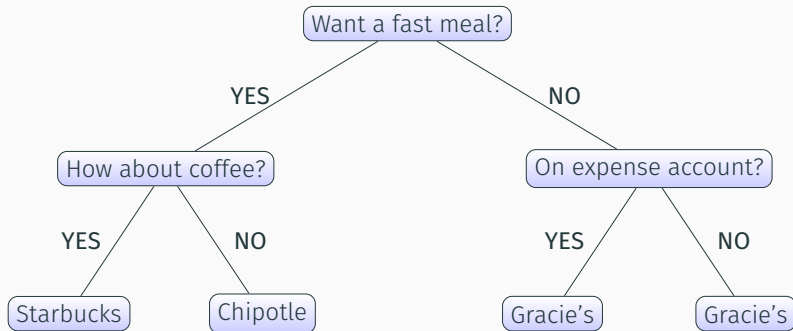 Want a fast meal?
YES
NO
How about coffee?
On expense account?
YES
NO
YES
NO
Starbucks
Chipotle
Gracie’s
Gracie’s